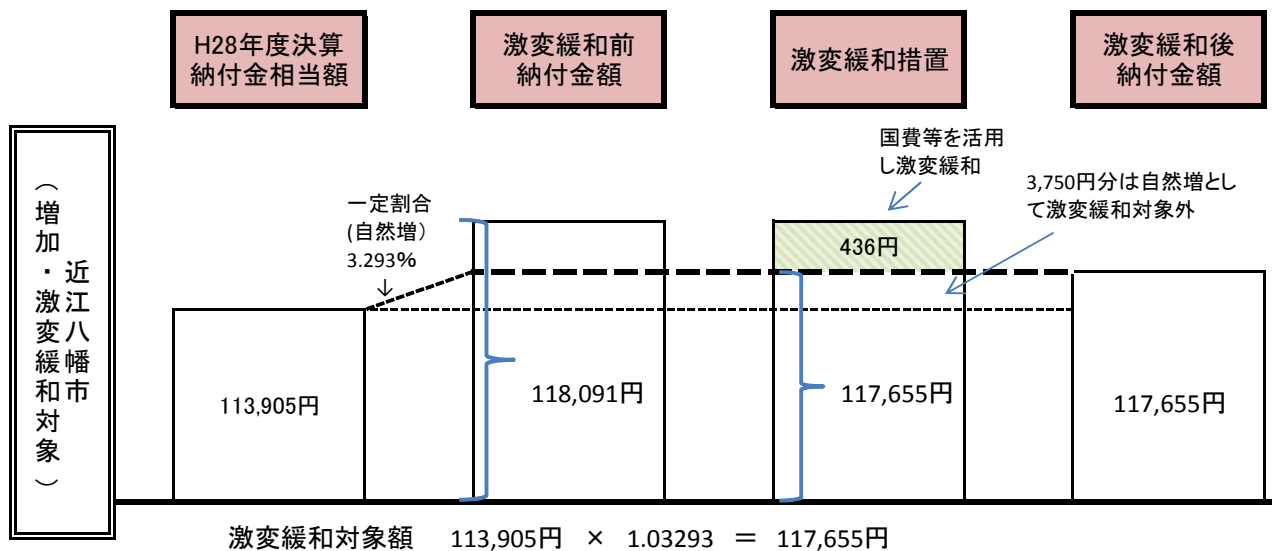 H28年度決算
納付金相当額
激変緩和前
納付金額
激変緩和措置
激変緩和後
納付金額
近江八幡市
（増加・激変緩和対象）
一定割合
(自然増）
3.293%
↓
国費等を活用
し激変緩和
3,750円分は自然増とし
て激変緩和対象外
436円
113,905円
118,091円
117,655円
117,655円
激変緩和対象額　113,905円 × 1.03293 ＝ 117,655円